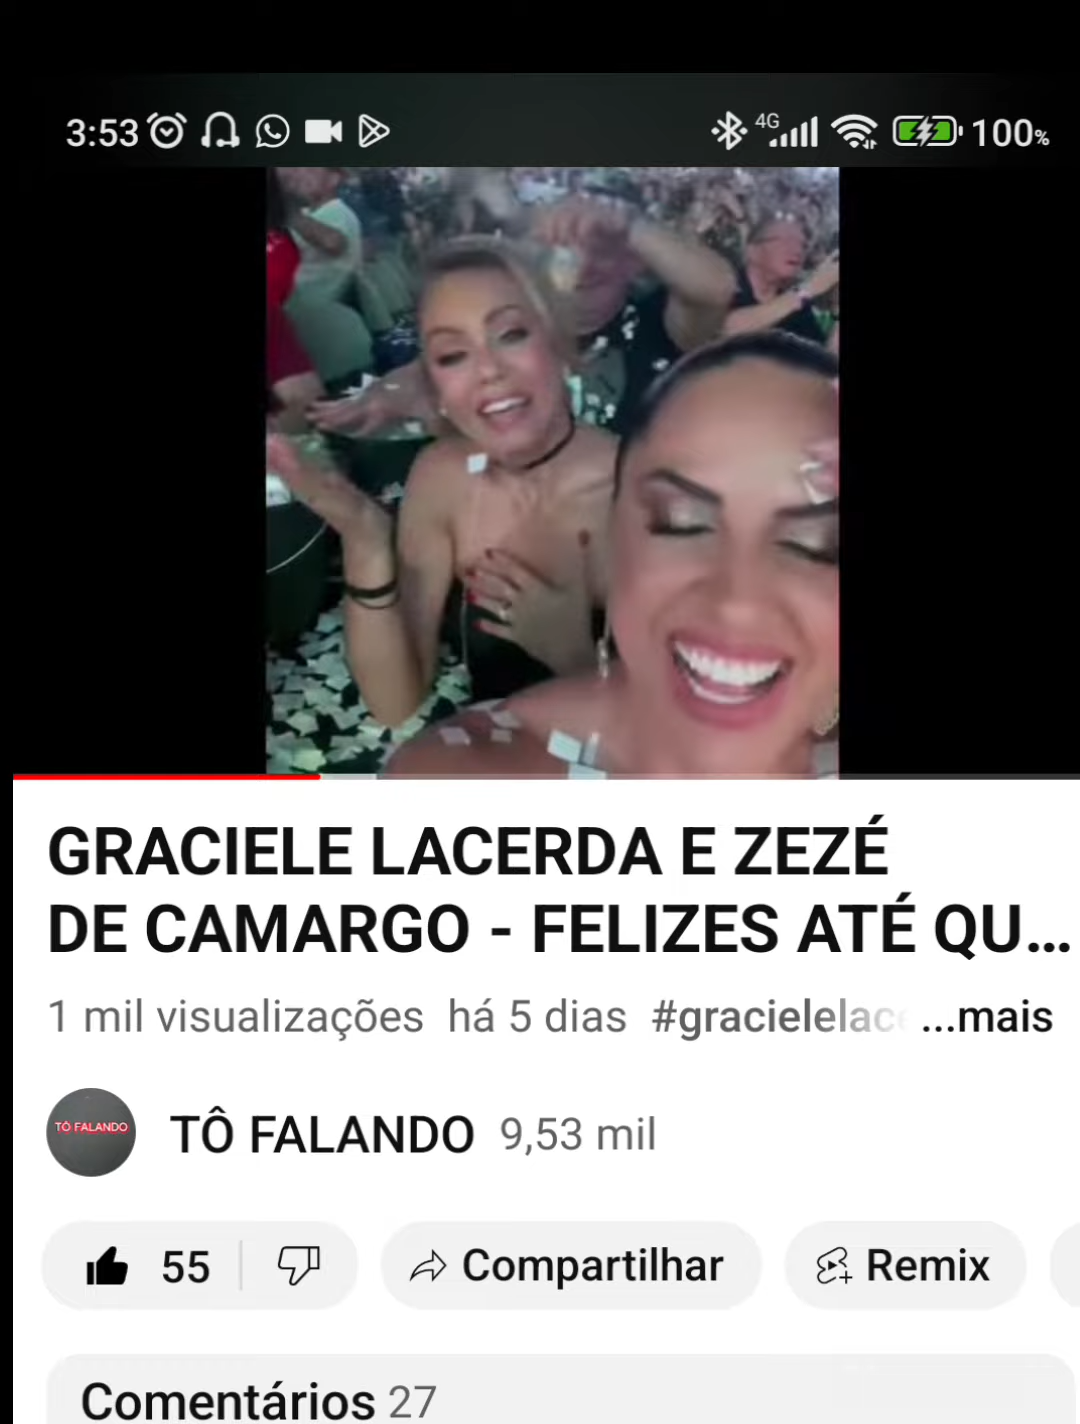 3:53 4G 100%
GRACIELE LACERDA E ZEZÉ
DE CAMARGO - FELIZES ATÉ QU...
1 mil visualizações há 5 dias #gracielelac ...mais
TÔ FALANDO
TÔ FALANDO 9,53 mil
55 Compartilhar Remix
Comentários 27